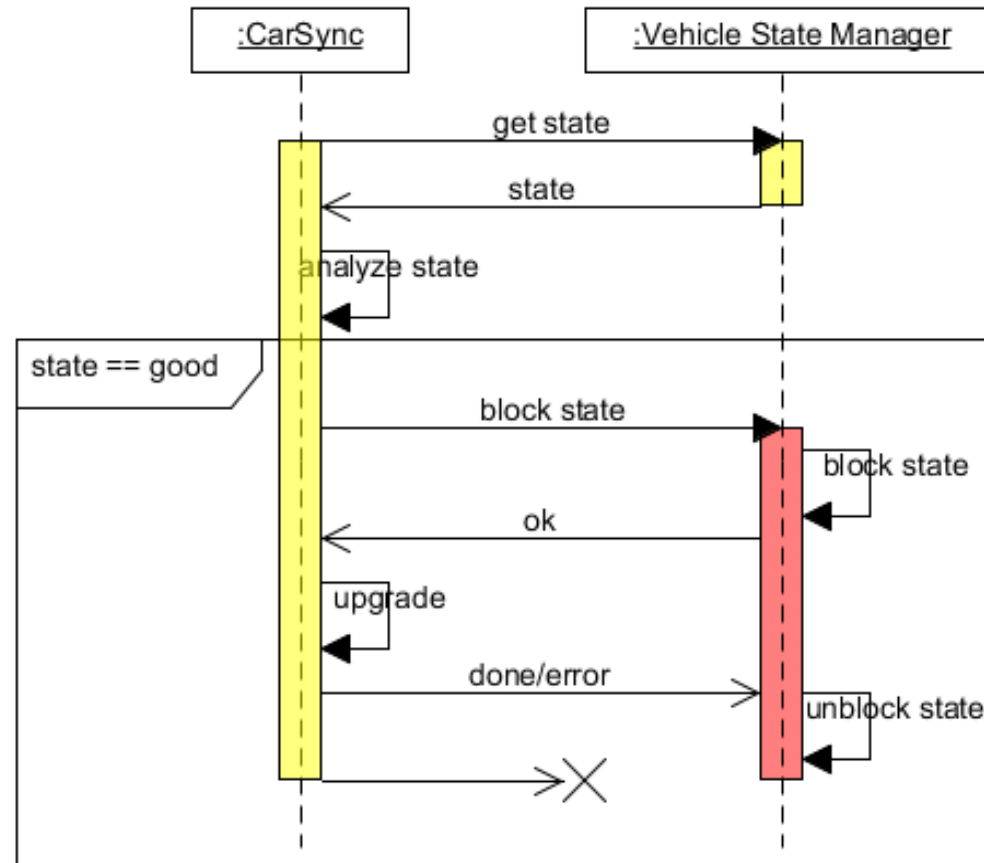 :CarSync
:Vehicle State Manager
get state
state
analyze state
state == good
block state
block state
ok
upgrade
done/error
unblock state